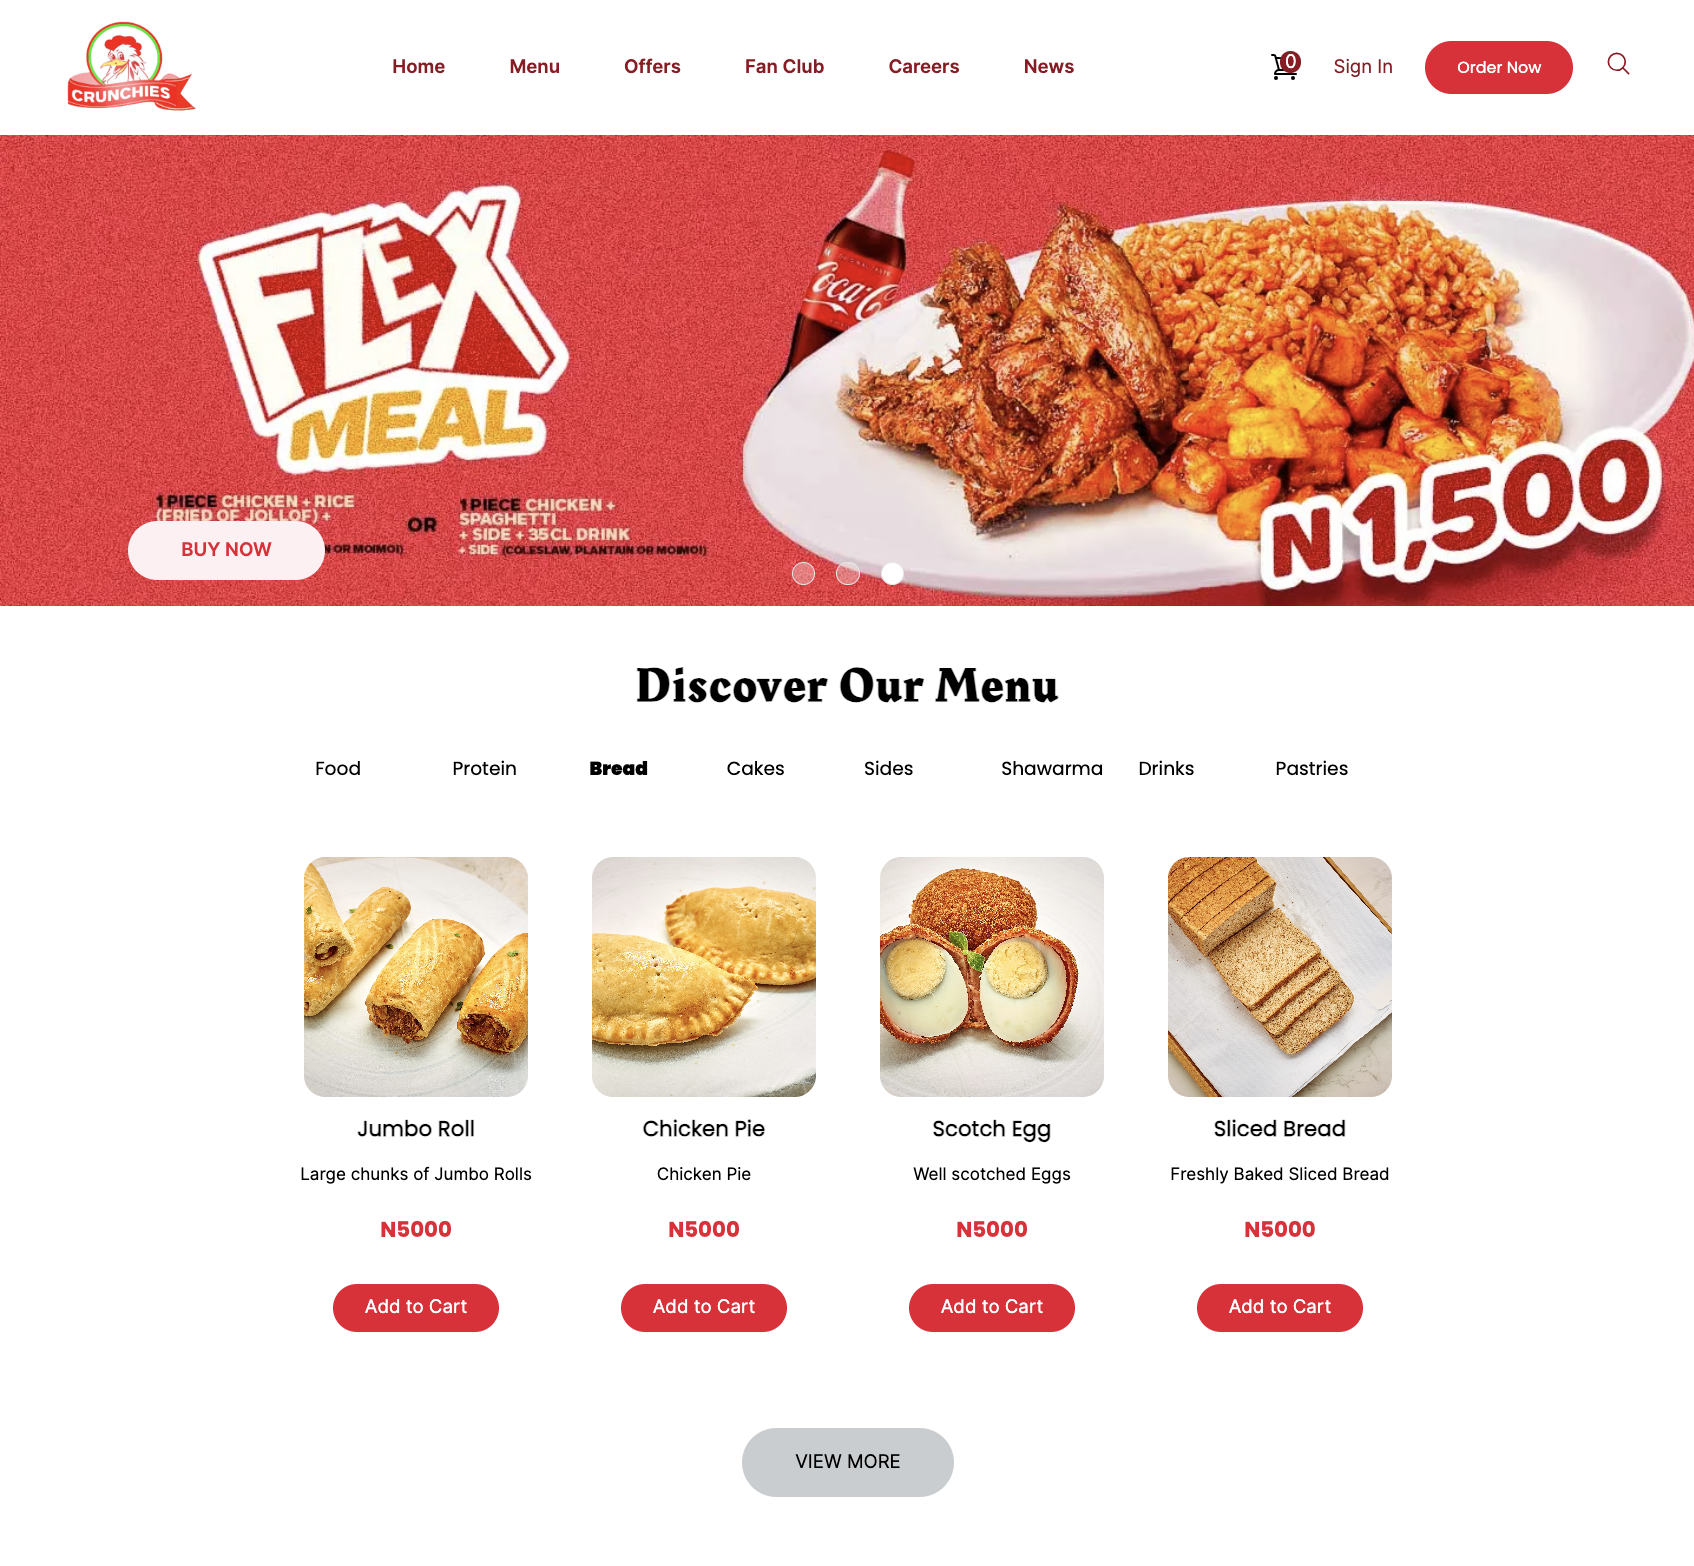 CRUNCHIES
Home
Menu
Offers
Fan Club
Careers
News
0
Sign In
Order Now
FLEX
MEAL
Coca-C
1 PIECE CHICKEN + RICE
(FRIED OF JOLLOF) +
N OR MOIMOI)
OR
1 PIECE CHICKEN +
SPAGHETTI
+ SIDE + 35CL DRINK
+ SIDE (COLESLAW, PLANTAIN OR MOIMOI)
BUY NOW
N1,500
Discover Our Menu
Food
Protein
Bread
Cakes
Sides
Shawarma
Drinks
Pastries
Jumbo Roll
Large chunks of Jumbo Rolls
N5000
Add to Cart
Chicken Pie
Chicken Pie
N5000
Add to Cart
Scotch Egg
Well scotched Eggs
N5000
Add to Cart
Sliced Bread
Freshly Baked Sliced Bread
N5000
Add to Cart
VIEW MORE